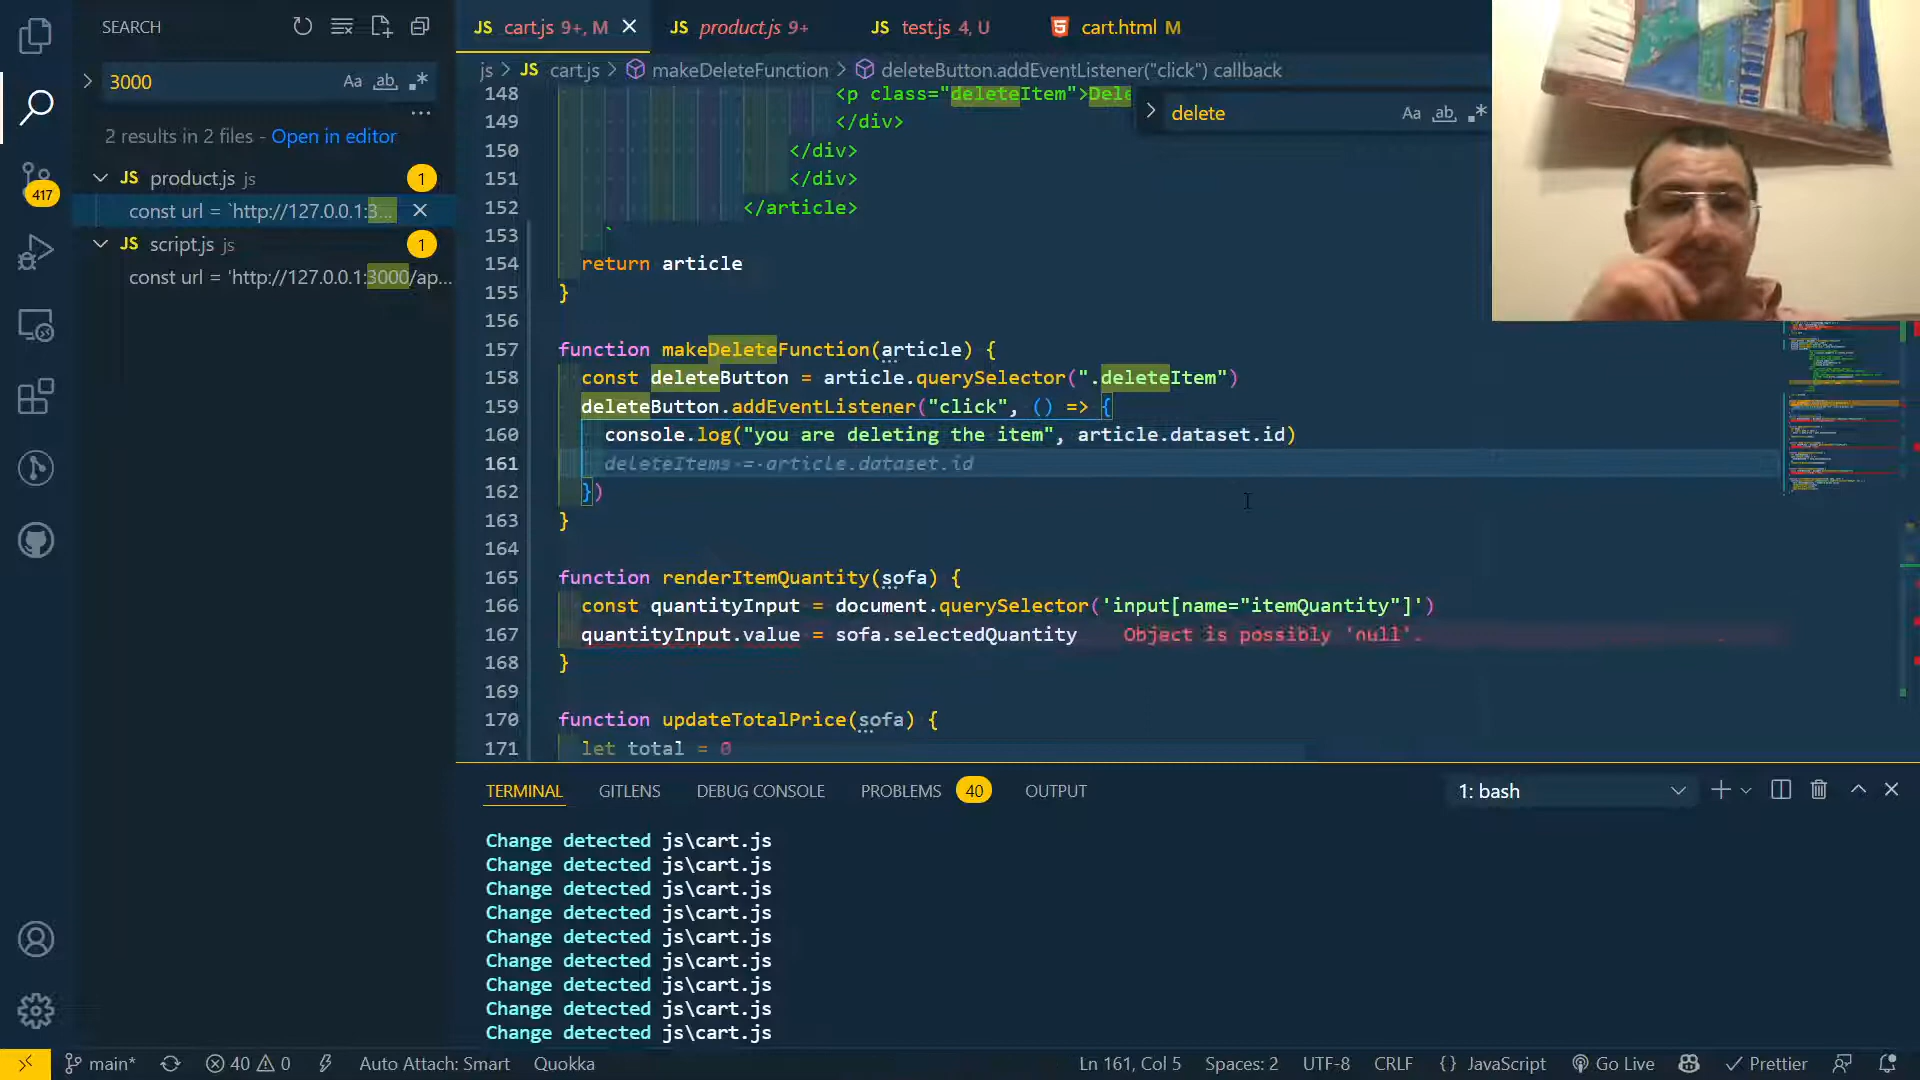 SEARCH
3000
Aa ab .*
...
2 results in 2 files - Open in editor
JS product.js js 1
const url = `http://127.0.0.1:3...
JS script.js js 1
const url = 'http://127.0.0.1:3000/ap...
417
JS cart.js 9+, M
JS product.js 9+
JS test.js 4, U
cart.html M
js > JS cart.js > makeDeleteFunction > deleteButton.addEventListener("click") callback
delete
Aa ab .*
148 <p class="deleteItem">Dele
149 </div>
150 </div>
151 </div>
152 </article>
153 `
154 return article
155 }
156
157 function makeDeleteFunction(article) {
158 const deleteButton = article.querySelector(".deleteItem")
159 deleteButton.addEventListener("click", () => {
160 console.log("you are deleting the item", article.dataset.id)
161 deleteItems = article.dataset.id
162 })
163 }
164
165 function renderItemQuantity(sofa) {
166 const quantityInput = document.querySelector('input[name="itemQuantity"]')
167 quantityInput.value = sofa.selectedQuantity Object is possibly 'null'.
168 }
169
170 function updateTotalPrice(sofa) {
171 let total = 0
TERMINAL GITLENS DEBUG CONSOLE PROBLEMS 40 OUTPUT
1: bash
Change detected js\cart.js
Change detected js\cart.js
Change detected js\cart.js
Change detected js\cart.js
Change detected js\cart.js
Change detected js\cart.js
Change detected js\cart.js
Change detected js\cart.js
Change detected js\cart.js
main* 40 0 Auto Attach: Smart Quokka Ln 161, Col 5 Spaces: 2 UTF-8 CRLF {} JavaScript Go Live Prettier